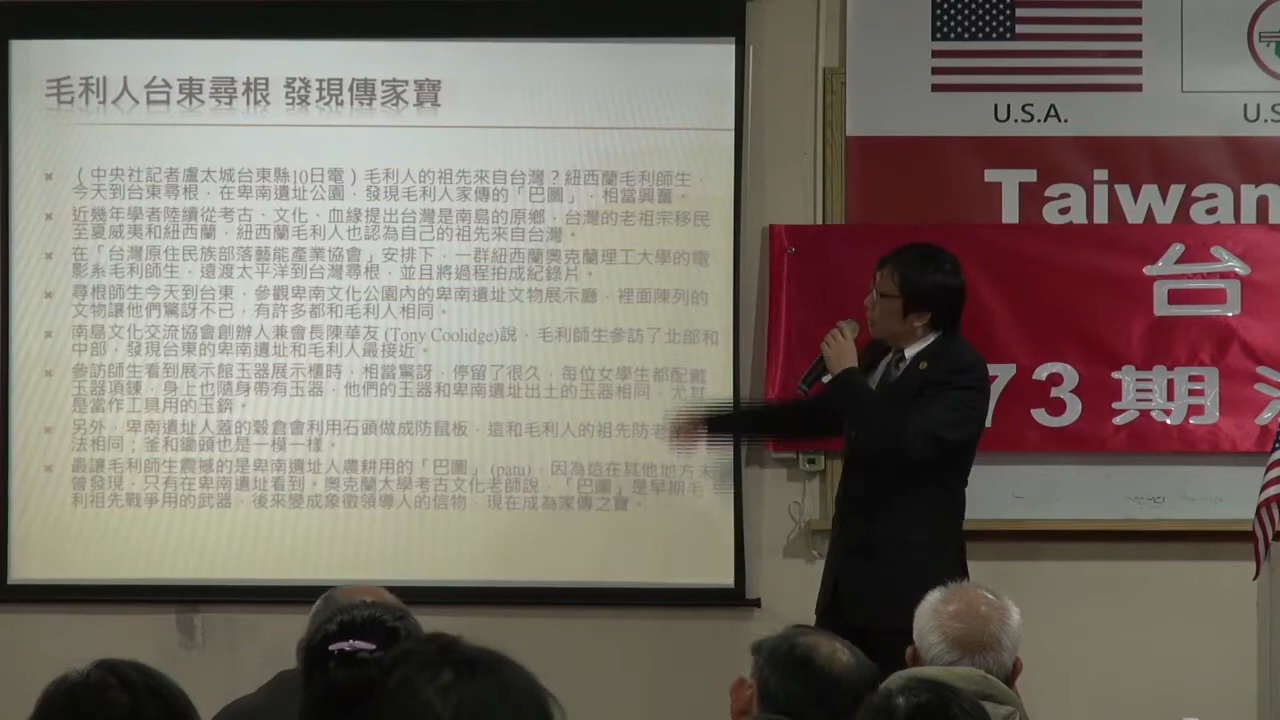 毛利人台東尋根 發現傳家寶
（中央社記者盧太城台東縣10日電）毛利人的祖先來自台灣？紐西蘭毛利師生，
今天到台東尋根，在卑南遺址公園，發現毛利人家傳的「巴圖」，相當興奮。
近幾年學者陸續從考古、文化、血緣提出台灣是南島的原鄉，台灣的老祖宗移民
至夏威夷和紐西蘭，紐西蘭毛利人也認為自己的祖先來自台灣。
在「台灣原住民族部落藝能產業協會」安排下，一群紐西蘭奧克蘭理工大學的電
影系毛利師生，遠渡太平洋到台灣尋根，並且將過程拍成紀錄片。
尋根師生今天到台東，參觀卑南文化公園內的卑南遺址文物展示廳，裡面陳列的
文物讓他們驚訝不已，有許多都和毛利人相同。
南島文化交流協會創辦人兼會長陳華友 (Tony Coolidge)說，毛利師生參訪了北部和
中部，發現台東的卑南遺址和毛利人最接近。
參訪師生看到展示館玉器展示櫃時，相當驚訝，停留了很久，每位女學生都配戴
玉器項鍊，身上也隨身帶有玉器，他們的玉器和卑南遺址出土的玉器相同，尤其
是當作工具用的玉錛。
另外，卑南遺址人蓋的穀倉會利用石頭做成防鼠板，這和毛利人的祖先防老
法相同；釜和鋤頭也是一模一樣。
最讓毛利師生震撼的是卑南遺址人農耕用的「巴圖」 (patu)，因為這在其他地方未
曾發現，只有在卑南遺址看到。奧克蘭大學考古文化老師說，「巴圖」是早期毛
利祖先戰爭用的武器，後來變成象徵領導人的信物，現在成為家傳之寶。
U.S.A.
U.S
Taiwan
台
73期